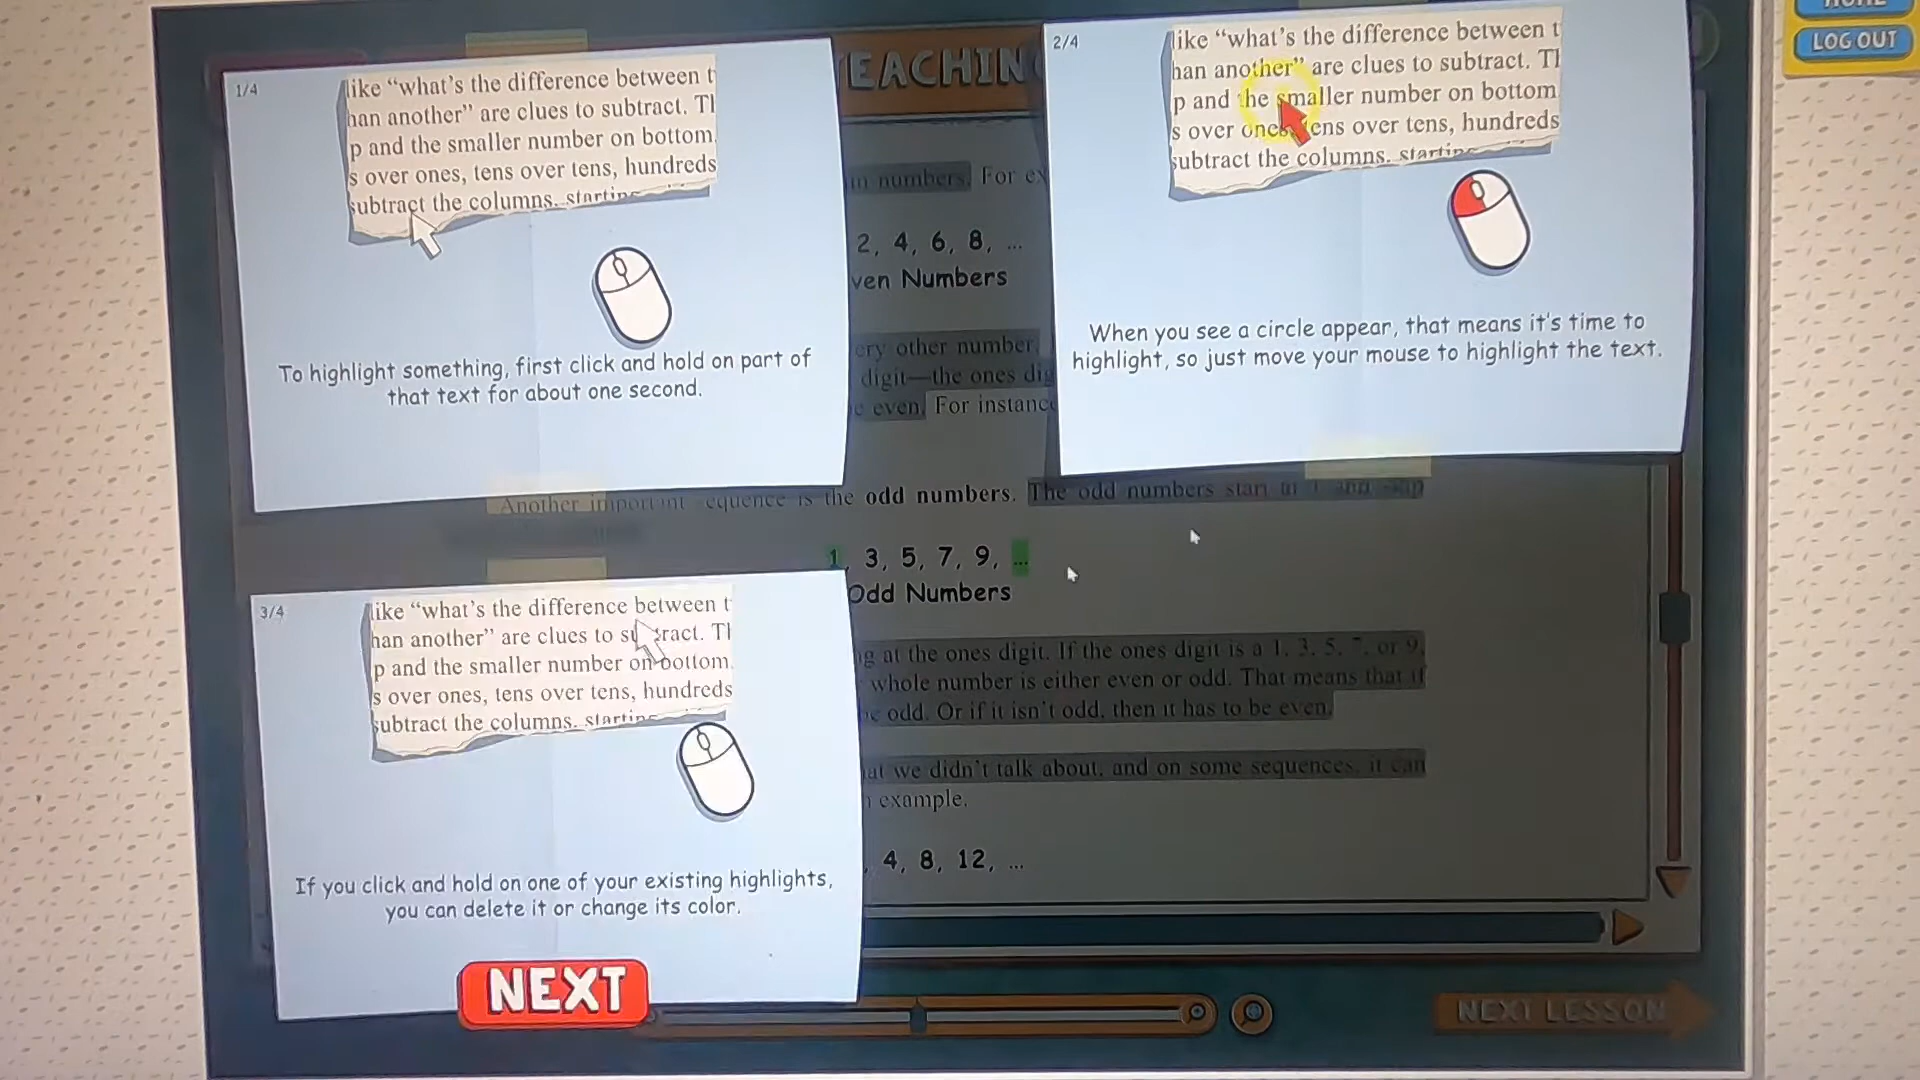 LOG OUT
EACHIN
1/4
like “what’s the difference between t
han another” are clues to subtract. Tl
p and the smaller number on bottom.
s over ones, tens over tens, hundreds
subtract the columns. starting
To highlight something, first click and hold on part of
that text for about one second.
2/4
like “what’s the difference between t
han another” are clues to subtract. Tl
p and the smaller number on bottom
s over ones, tens over tens, hundreds
subtract the columns. starting
When you see a circle appear, that means it's time to
highlight, so just move your mouse to highlight the text.
in numbers. For ex
2, 4, 6, 8, ...
ven Numbers
ery other number.
digit—the ones dig
e even. For instance
Another important sequence is the odd numbers. The odd numbers start at 1 and skip
1, 3, 5, 7, 9, ...
Odd Numbers
3/4
like “what’s the difference between t
han another” are clues to subtract. Tl
p and the smaller number on bottom.
s over ones, tens over tens, hundreds
subtract the columns. starting
If you click and hold on one of your existing highlights,
you can delete it or change its color.
NEXT
ng at the ones digit. If the ones digit is a 1, 3, 5, 7, or 9,
whole number is either even or odd. That means that if
be odd. Or if it isn’t odd, then it has to be even.
at we didn’t talk about, and on some sequences, it can
example.
4, 8, 12, ...
NEXT LESSON